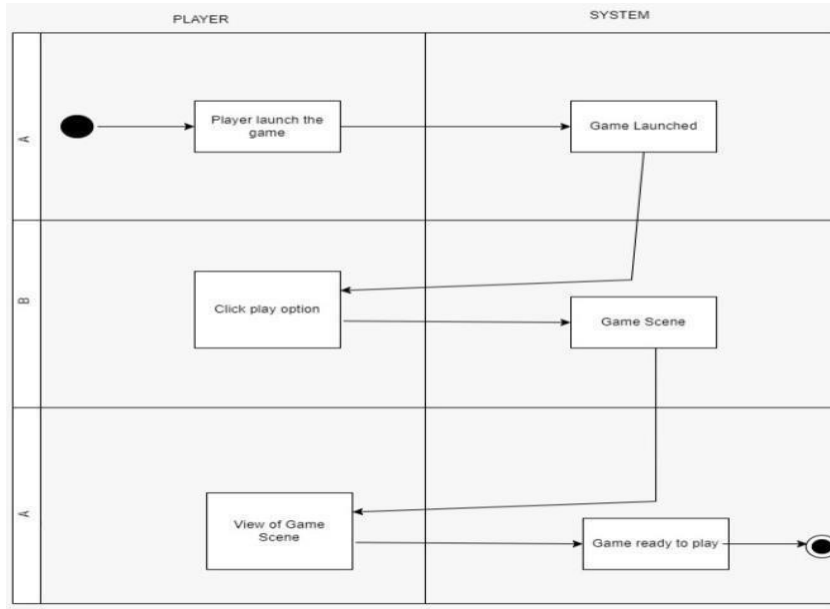 PLAYER
SYSTEM
A
Player launch the
game
Game Launched
B
Click play option
Game Scene
A
View of Game
Scene
Game ready to play